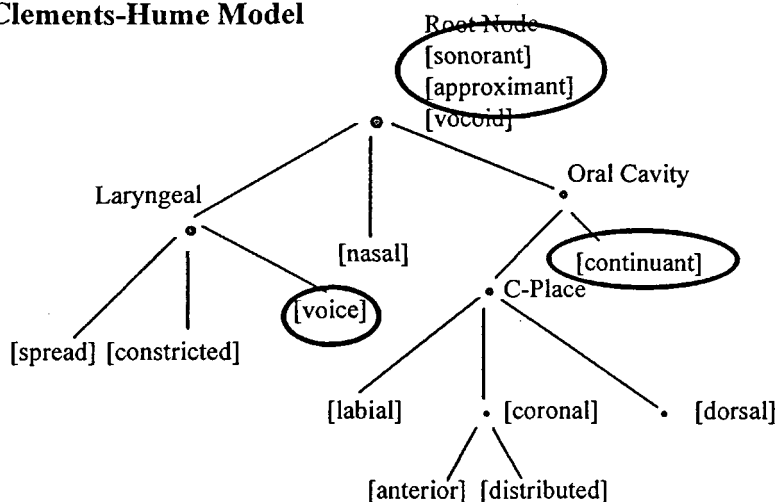 Clements-Hume Model
Root Node
[sonorant]
[approximant]
[vocoid]
Laryngeal
Oral Cavity
[nasal]
[continuant]
[voice]
C-Place
[spread] [constricted]
[labial]
[coronal]
[dorsal]
[anterior] [distributed]